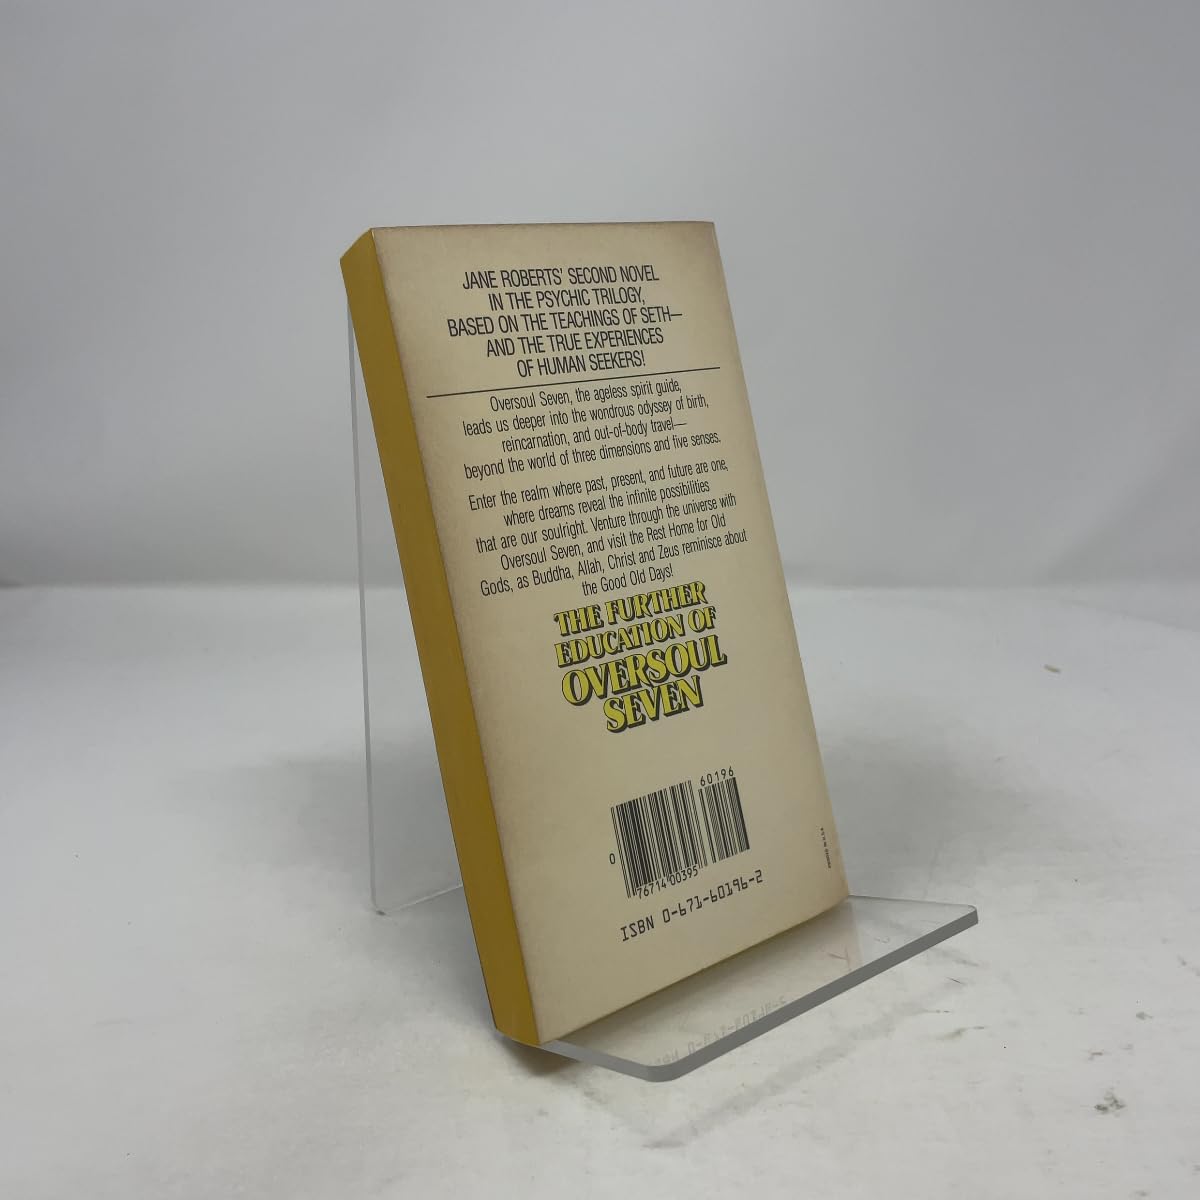 JANE ROBERTS' SECOND NOVEL
IN THE PSYCHIC TRILOGY,
BASED ON THE TEACHINGS OF SETH—
AND THE TRUE EXPERIENCES
OF HUMAN SEEKERS!
Oversoul Seven, the ageless spirit guide,
leads us deeper into the wondrous odyssey of birth,
reincarnation, and out-of-body travel—
beyond the world of three dimensions and five senses.
Enter the realm where past, present, and future are one,
where dreams reveal the infinite possibilities
that are our soulright. Venture through the universe with
Oversoul Seven, and visit the Rest Home for Old
Gods, as Buddha, Allah, Christ and Zeus reminisce about
the Good Old Days!
THE FURTHER
EDUCATION OF
OVERSOUL
SEVEN
60196
0 76714 00395
ISBN 0-671-60196-2
PRINTED IN U.S.A.